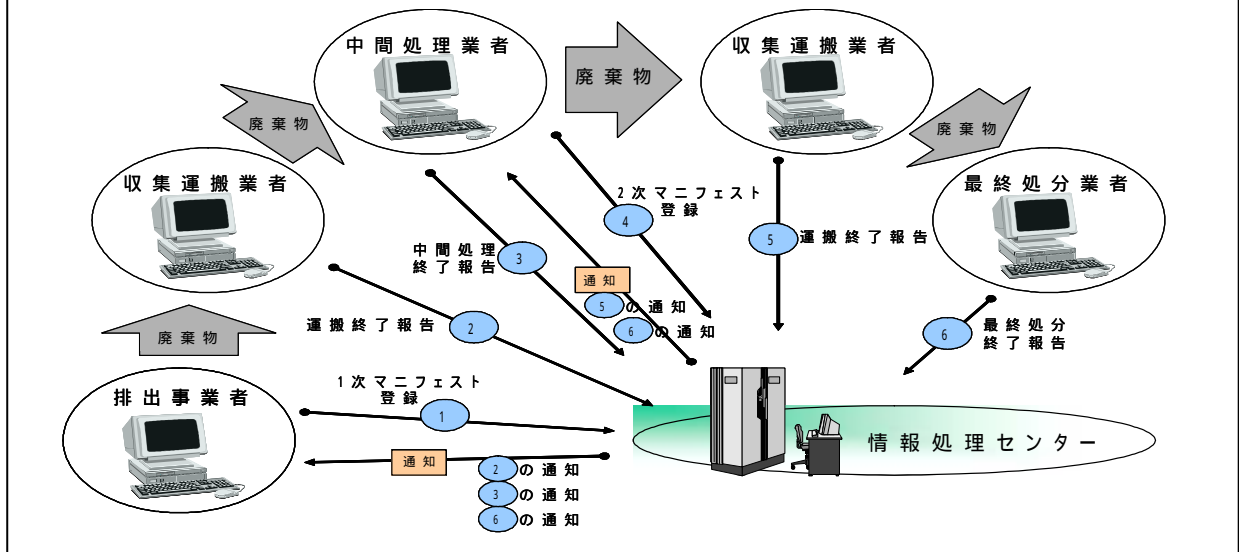 中間処理業者
廃棄物
収集運搬業者
廃棄物
廃棄物
収集運搬業者
最終処分業者
2次マニフェスト
登録
4
5
運搬終了報告
中間処理
終了報告
3
通知
5の通知
6の通知
運搬終了報告
2
6
最終処分
終了報告
廃棄物
排出事業者
1次マニフェスト
登録
1
情報処理センター
通知
2の通知
3の通知
6の通知